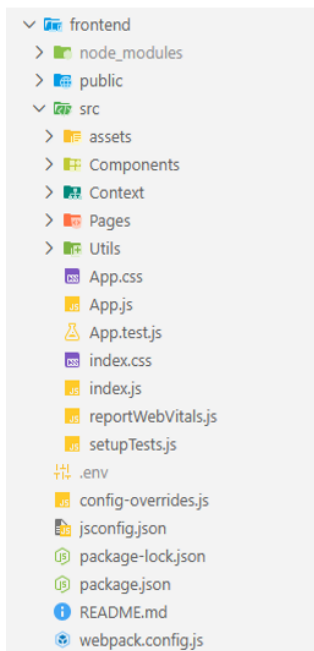 frontend
node_modules
public
src
assets
Components
Context
Pages
Utils
App.css
App.js
App.test.js
index.css
index.js
reportWebVitals.js
setupTests.js
.env
config-overrides.js
jsconfig.json
package-lock.json
package.json
README.md
webpack.config.js